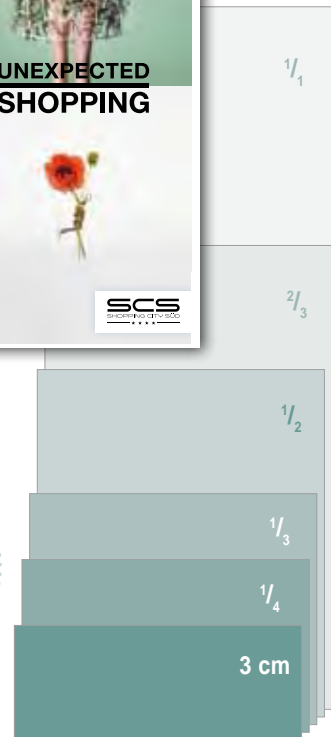 UNEXPECTED
SHOPPING
SCS
SHOPPING CITY SÜD
1/1
2/3
1/2
1/3
1/4
3 cm